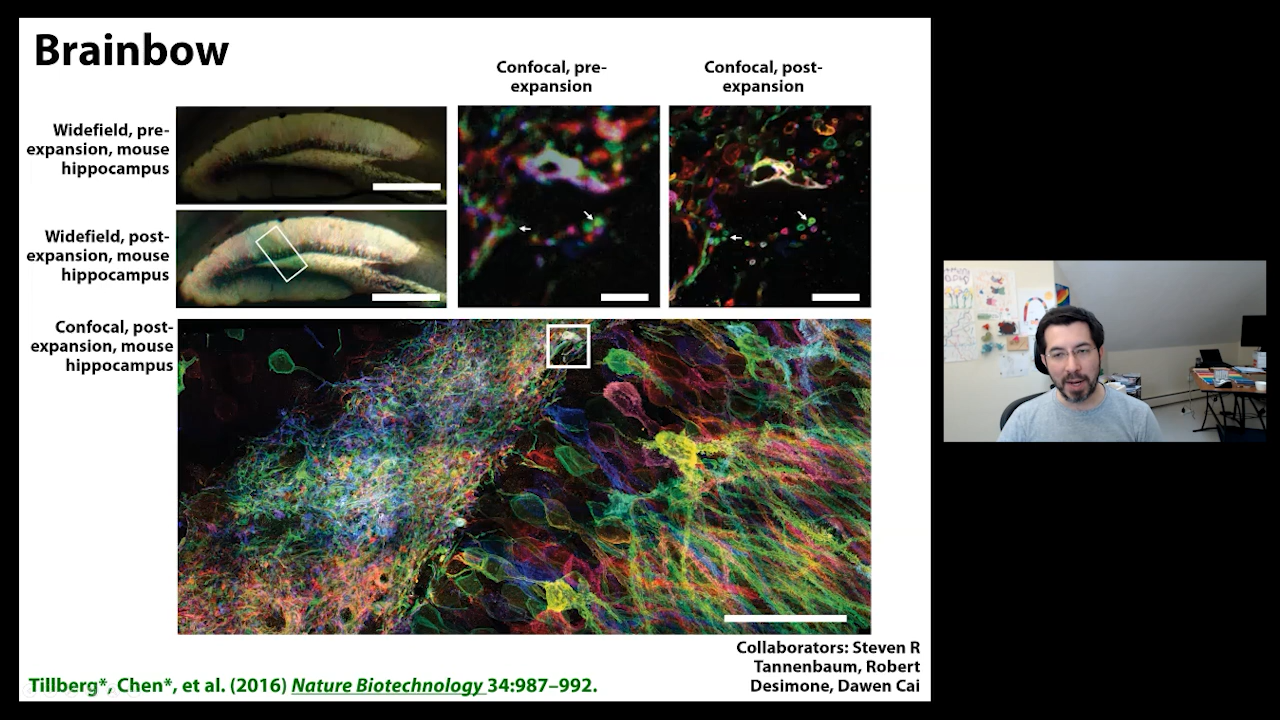 Brainbow
Confocal, pre-
expansion
Confocal, post-
expansion
Widefield, pre-
expansion, mouse
hippocampus
Widefield, post-
expansion, mouse
hippocampus
Confocal, post-
expansion, mouse
hippocampus
Collaborators: Steven R
Tannenbaum, Robert
Desimone, Dawen Cai
Tillberg*, Chen*, et al. (2016) Nature Biotechnology 34:987–992.